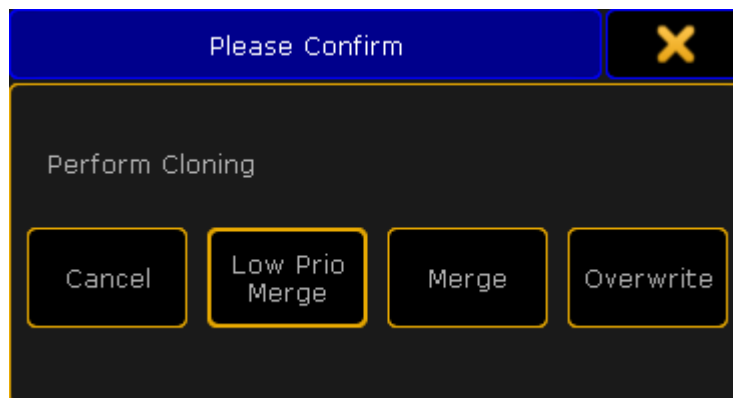 Please Confirm
Perform Cloning
Cancel
Low Prio
Merge
Merge
Overwrite